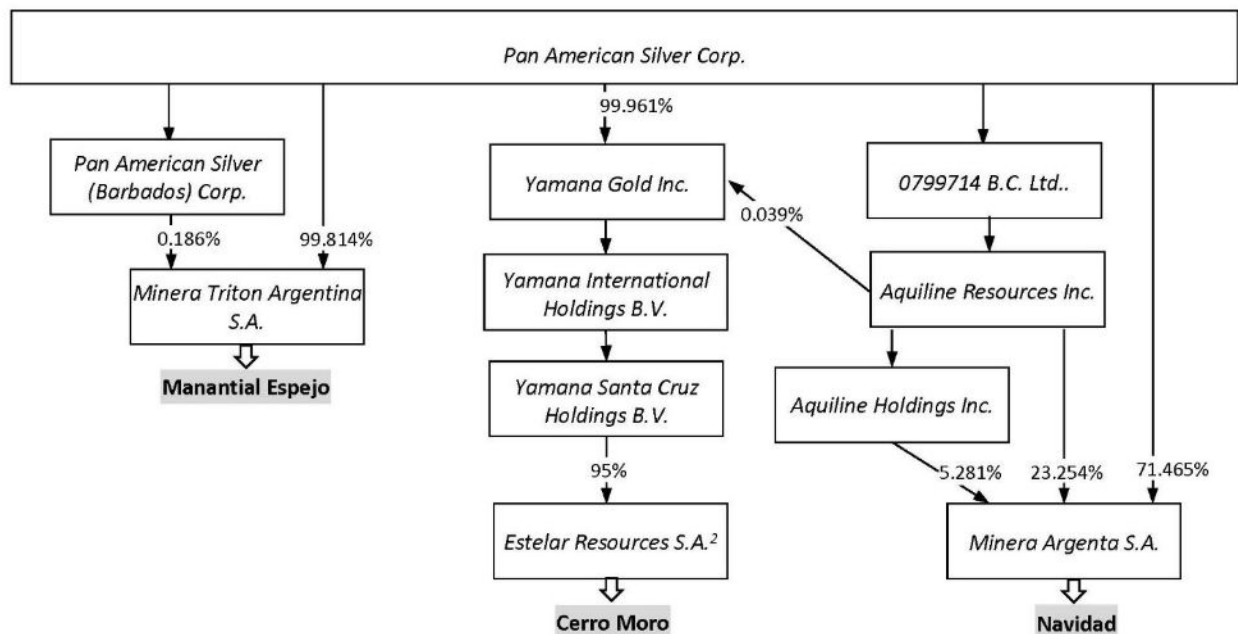 Pan American Silver Corp.
99.961%
Pan American Silver
(Barbados) Corp.
Yamana Gold Inc.
0799714 B.C. Ltd..
0.039%
0.186%
99.814%
Minera Triton Argentina
S.A.
Yamana International
Holdings B.V.
Aquiline Resources Inc.
Manantial Espejo
Yamana Santa Cruz
Holdings B.V.
Aquiline Holdings Inc.
95%
5.281%
23.254%
71.465%
Estelar Resources S.A.²
Minera Argenta S.A.
Cerro Moro
Navidad